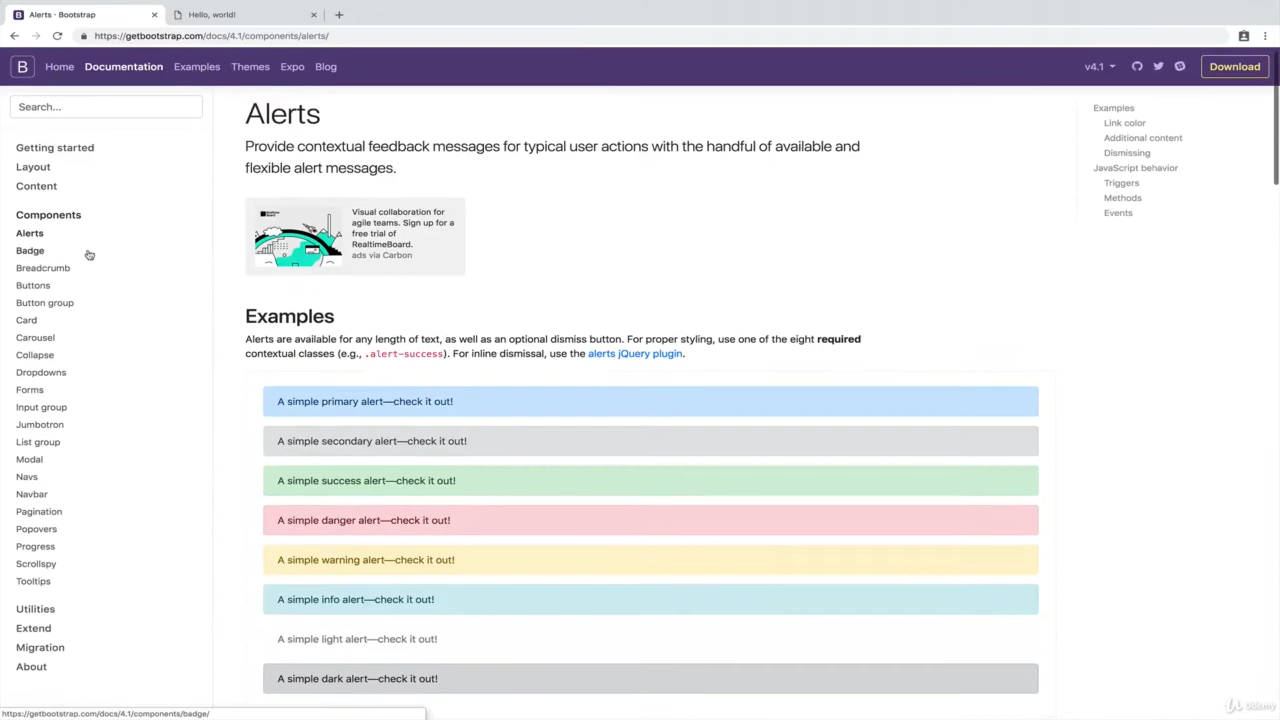 Alerts · Bootstrap
Hello, world!
https://getbootstrap.com/docs/4.1/components/alerts/
B Home Documentation Examples Themes Expo Blog v4.1 Download
Search...
Getting started
Layout
Content
Components
Alerts
Badge
Breadcrumb
Buttons
Button group
Card
Carousel
Collapse
Dropdowns
Forms
Input group
Jumbotron
List group
Modal
Navs
Navbar
Pagination
Popovers
Progress
Scrollspy
Tooltips
Utilities
Extend
Migration
About
Alerts
Provide contextual feedback messages for typical user actions with the handful of available and
flexible alert messages.
Visual collaboration for
agile teams. Sign up for a
free trial of
RealtimeBoard.
ads via Carbon
Examples
Alerts are available for any length of text, as well as an optional dismiss button. For proper styling, use one of the eight required
contextual classes (e.g., .alert-success). For inline dismissal, use the alerts jQuery plugin.
A simple primary alert—check it out!
A simple secondary alert—check it out!
A simple success alert—check it out!
A simple danger alert—check it out!
A simple warning alert—check it out!
A simple info alert—check it out!
A simple light alert—check it out!
A simple dark alert—check it out!
Examples
Link color
Additional content
Dismissing
JavaScript behavior
Triggers
Methods
Events
https://getbootstrap.com/docs/4.1/components/badge/
Udemy